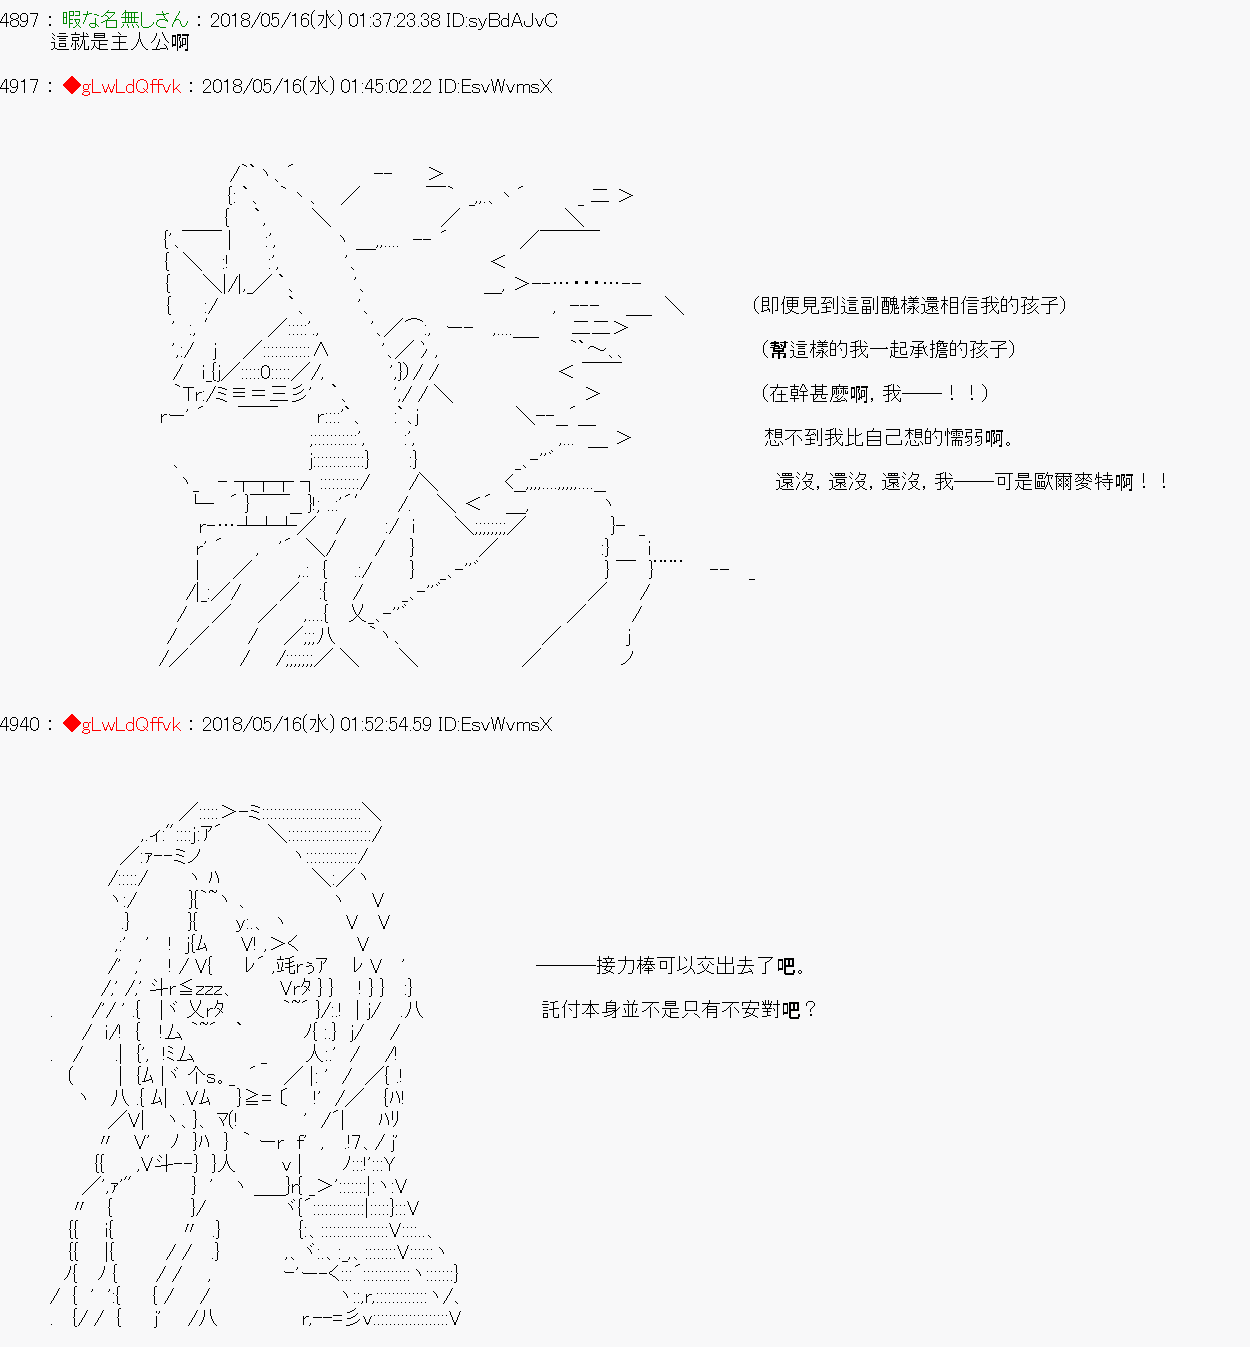 4897 : 暇な名無しさん : 2018/05/16(水) 01:37:23.38 ID:syBdAJvC
這就是主人公啊
4917 : ◆gLwLdQffvk : 2018/05/16(水) 01:45:02.22 ID:EsvWvmsX
(即便見到這副醜樣還相信我的孩子)
(幫這樣的我一起承擔的孩子)
(在幹甚麼啊, 我──！！)
想不到我比自己想的懦弱啊。
還沒, 還沒, 還沒, 我──可是歐爾麥特啊！！
4940 : ◆gLwLdQffvk : 2018/05/16(水) 01:52:54.59 ID:EsvWvmsX
───接力棒可以交出去了吧。
託付本身並不是只有不安對吧？